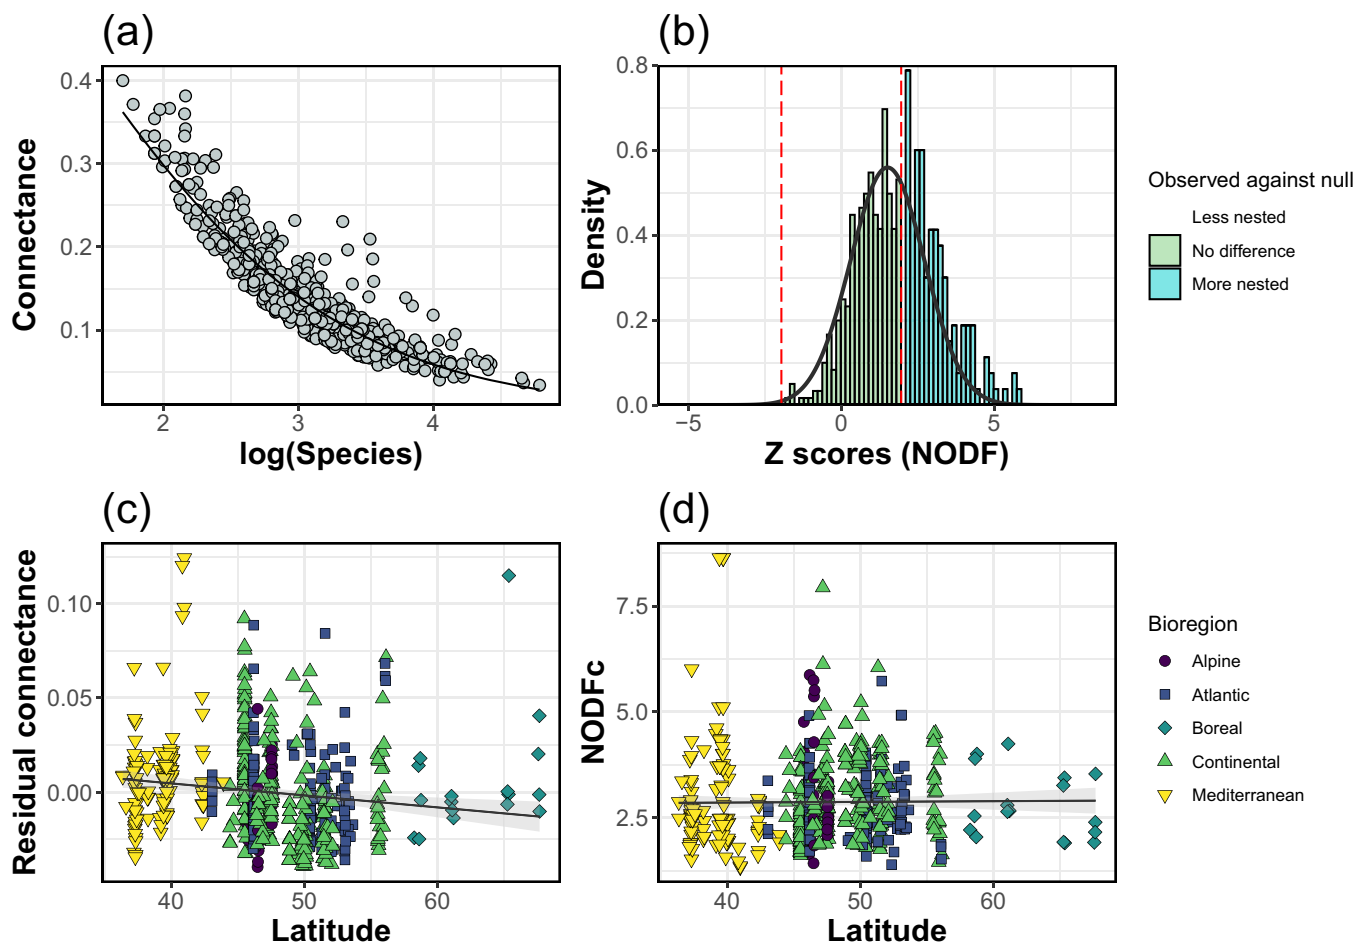 (a)
0.4
0.3
0.2
0.1
Connectance
2
3
4
log(Species)
(b)
0.8
0.6
0.4
0.2
0.0
Density
−5
0
5
Z scores (NODF)
Observed against null
Less nested
No difference
More nested
(c)
0.10
0.05
0.00
Residual connectance
40
50
60
Latitude
(d)
7.5
5.0
2.5
NODFc
40
50
60
Latitude
Bioregion
Alpine
Atlantic
Boreal
Continental
Mediterranean